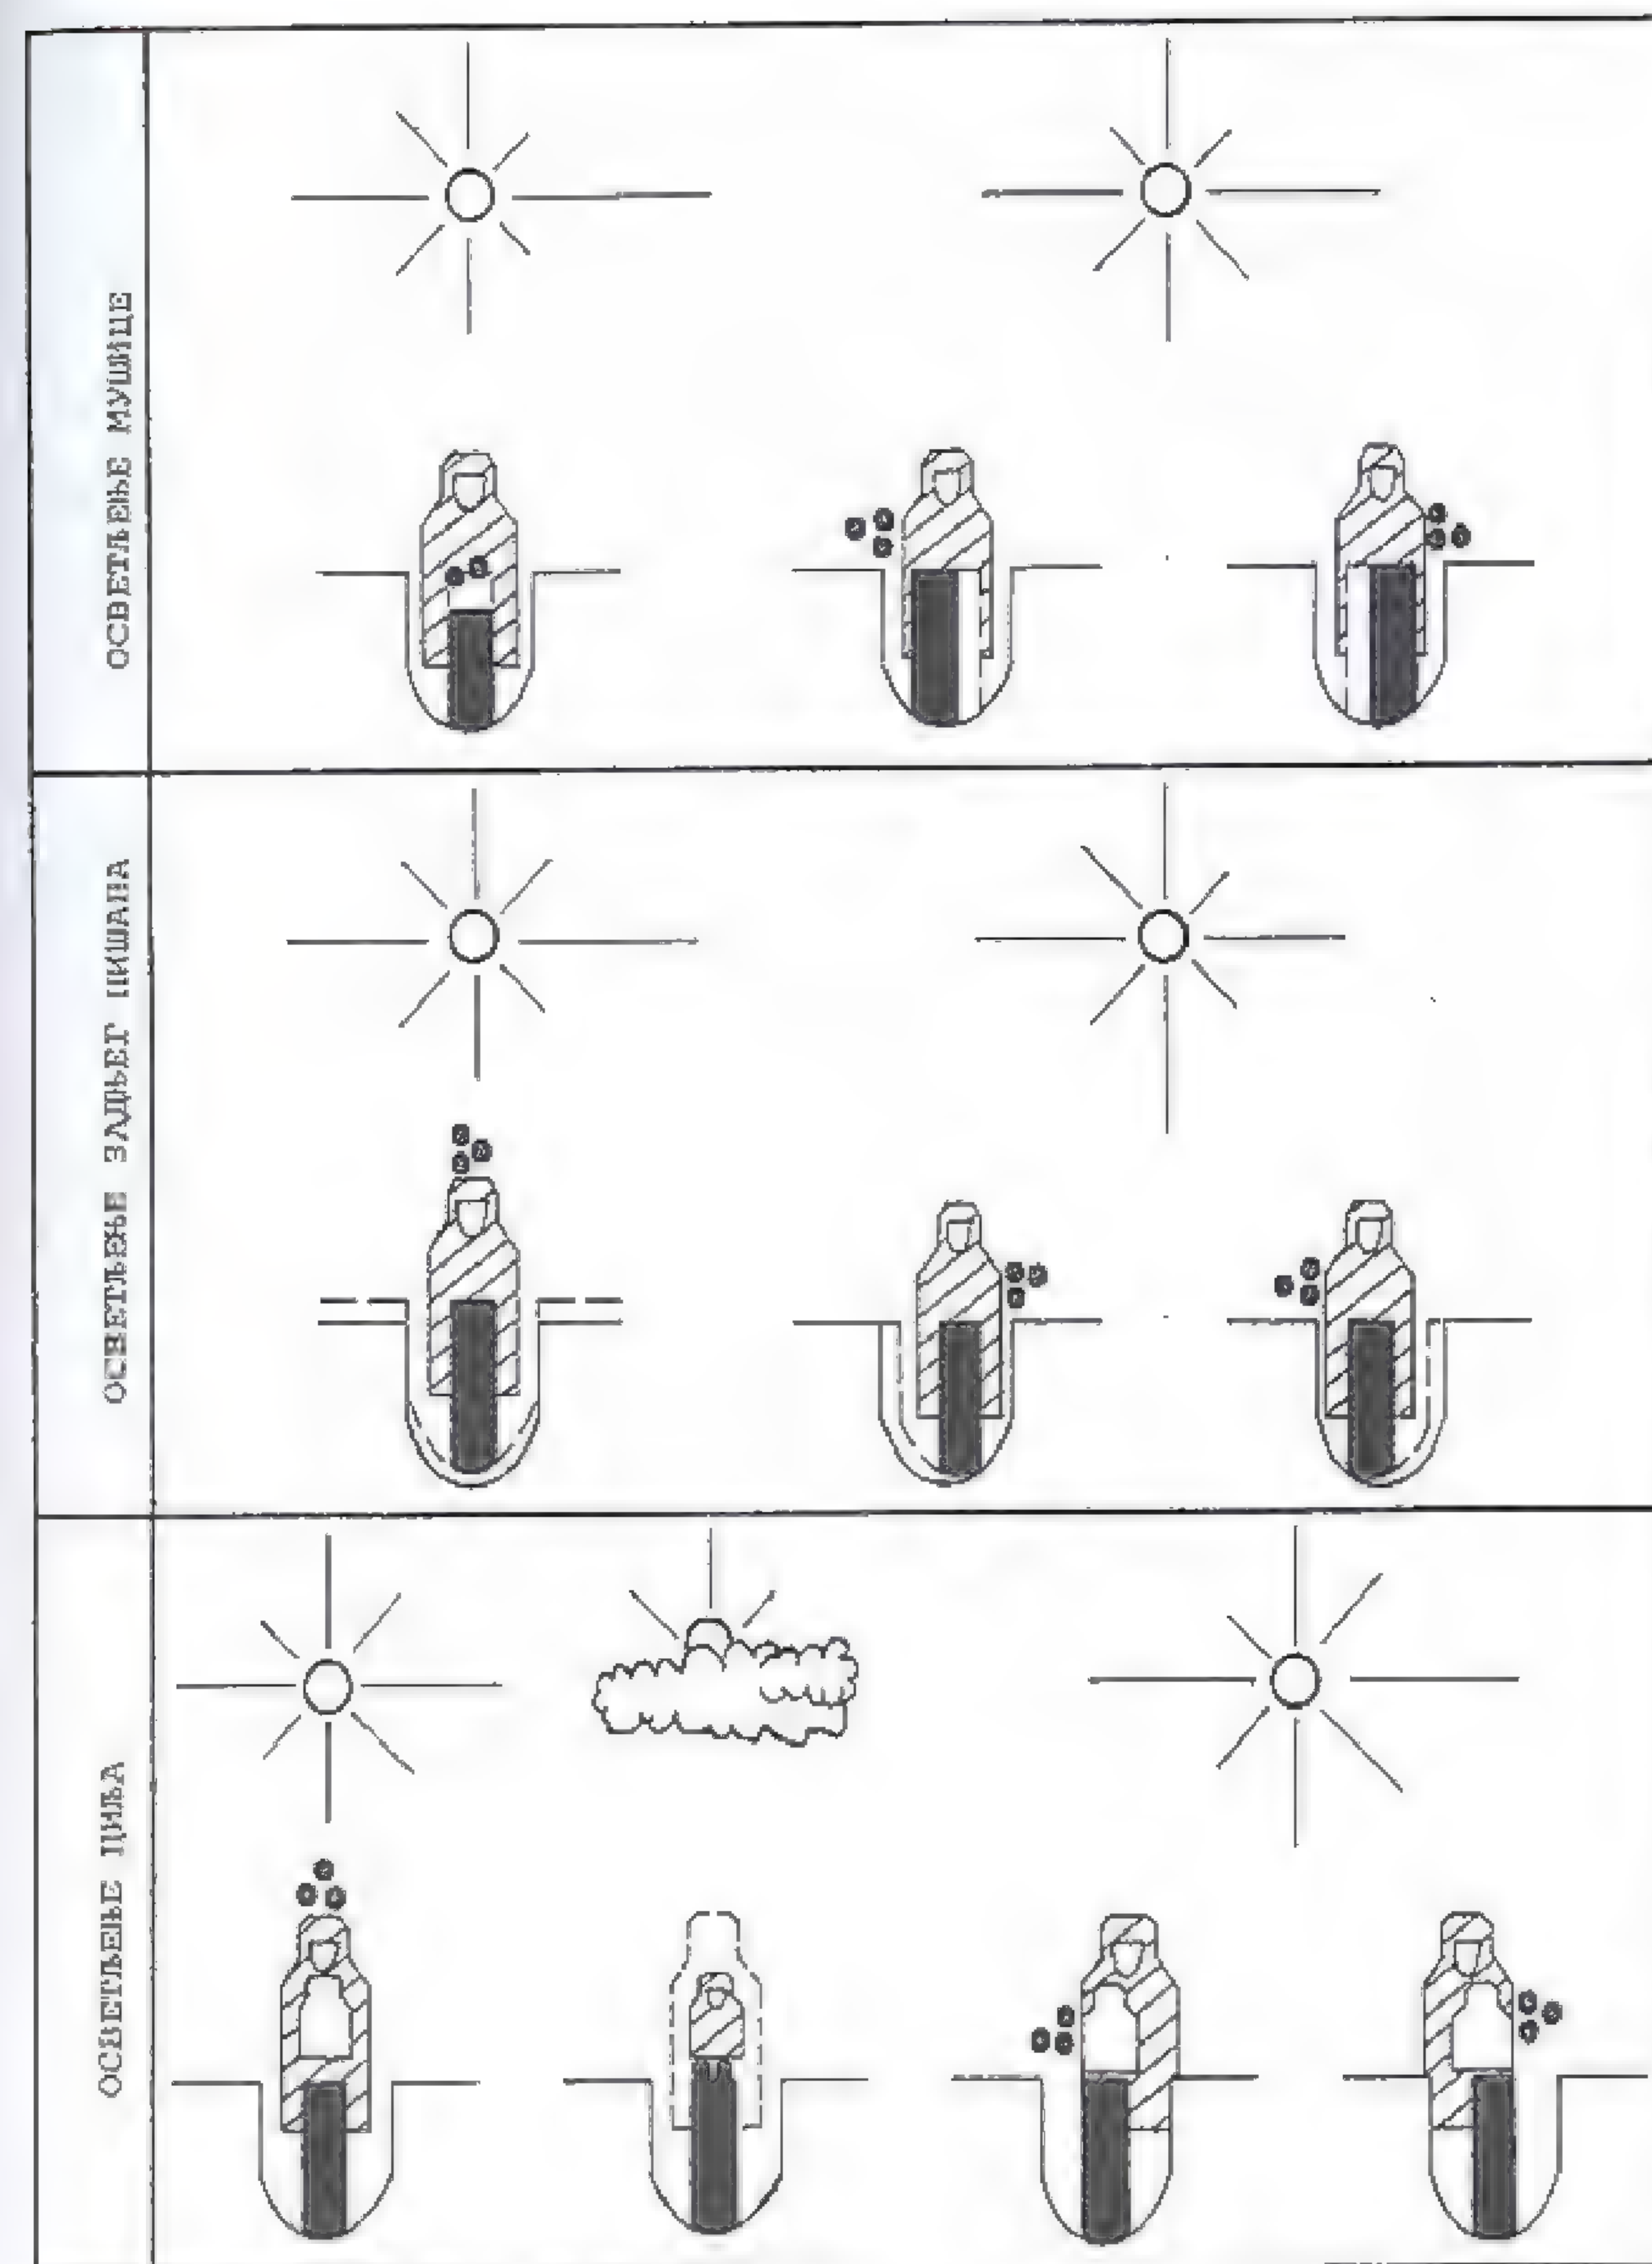 ОСВЕТЉЕЊЕ МУШИЦЕ
ОСВЕТЉЕЊЕ ЗАДЊЕГ НИШАНА
ОСВЕТЉЕЊЕ ЦИЉА